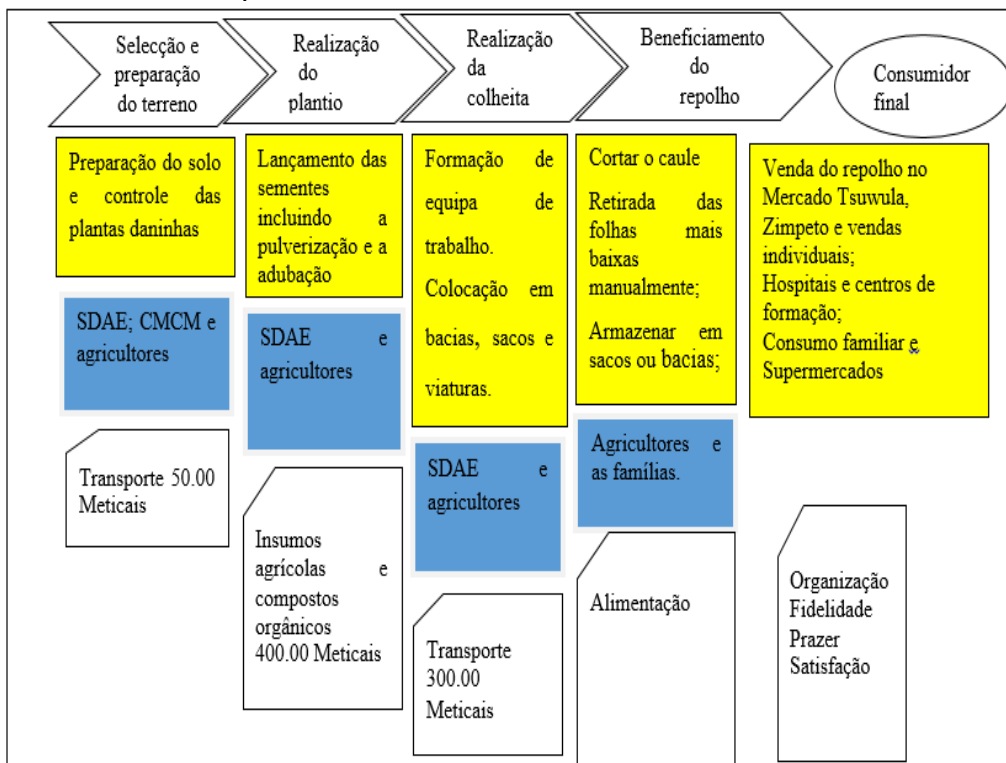 Selecção e
preparação
do terreno
Realização
do
plantio
Realização
da
colheita
Beneficiamento
do
repolho
Consumidor
final
Preparação do solo
e controle das
plantas daninhas
Lançamento das
sementes
incluindo a
pulverização e a
adubação
Formação de
equipa de
trabalho.
Colocação em
bacias, sacos e
viaturas.
Cortar o caule
Retirada das
folhas mais
baixas
manualmente;
Armazenar em
sacos ou bacias;
Venda do repolho no
Mercado Tsuwula,
Zimpeto e vendas
individuais;
Hospitais e centros de
formação;
Consumo familiar e
Supermercados
SDAE; CMCM e
agricultores
SDAE e
agricultores
SDAE e
agricultores
Agricultores e
as famílias.
Transporte 50.00
Meticais
Insumos
agrícolas e
compostos
orgânicos
400.00 Meticais
Transporte
300.00
Meticais
Alimentação
Organização
Fidelidade
Prazer
Satisfação